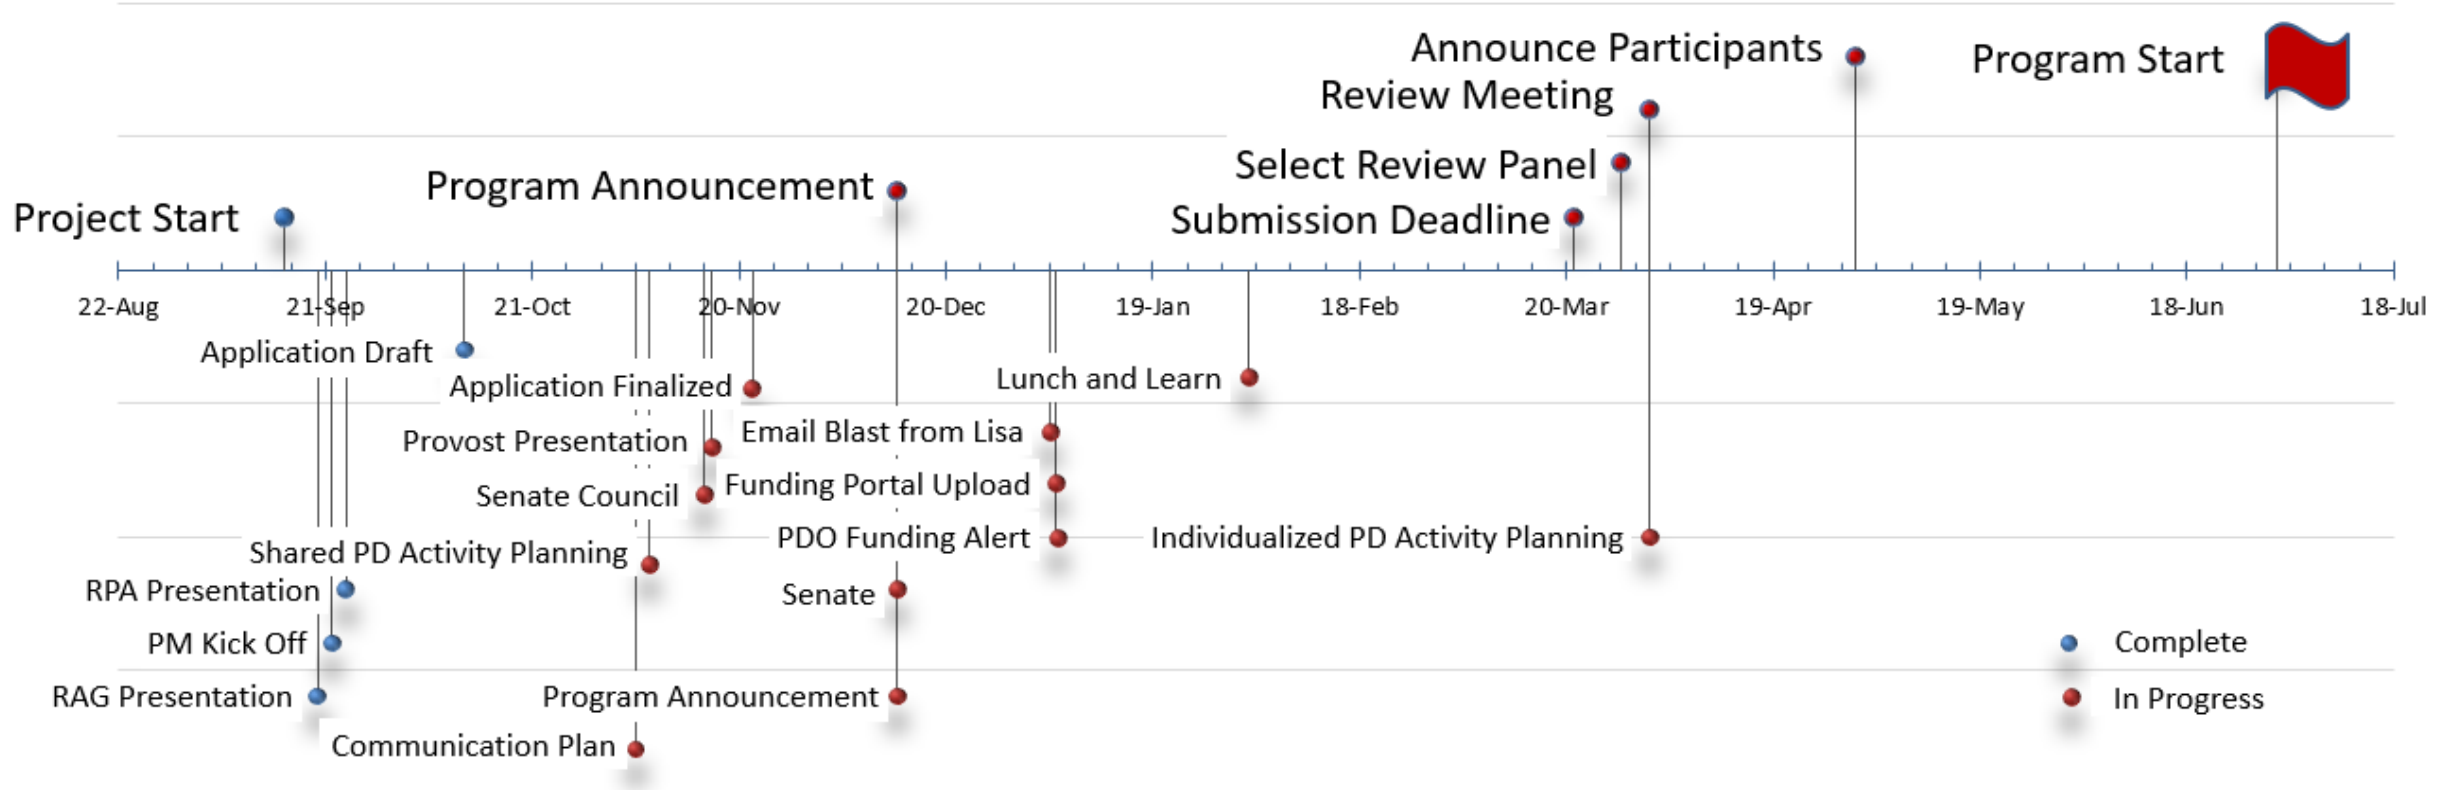 Announce Participants
Program Start
Review Meeting
Select Review Panel
Program Announcement
Project Start
Submission Deadline
22-Aug
21-Sep
21-Oct
20-Nov
20-Dec
19-Jan
18-Feb
20-Mar
19-Apr
19-May
18-Jun
18-Jul
Application Draft
Application Finalized
Lunch and Learn
Provost Presentation
Email Blast from Lisa
Senate Council
Funding Portal Upload
PDO Funding Alert
Individualized PD Activity Planning
Shared PD Activity Planning
RPA Presentation
Senate
PM Kick Off
Complete
RAG Presentation
Program Announcement
In Progress
Communication Plan